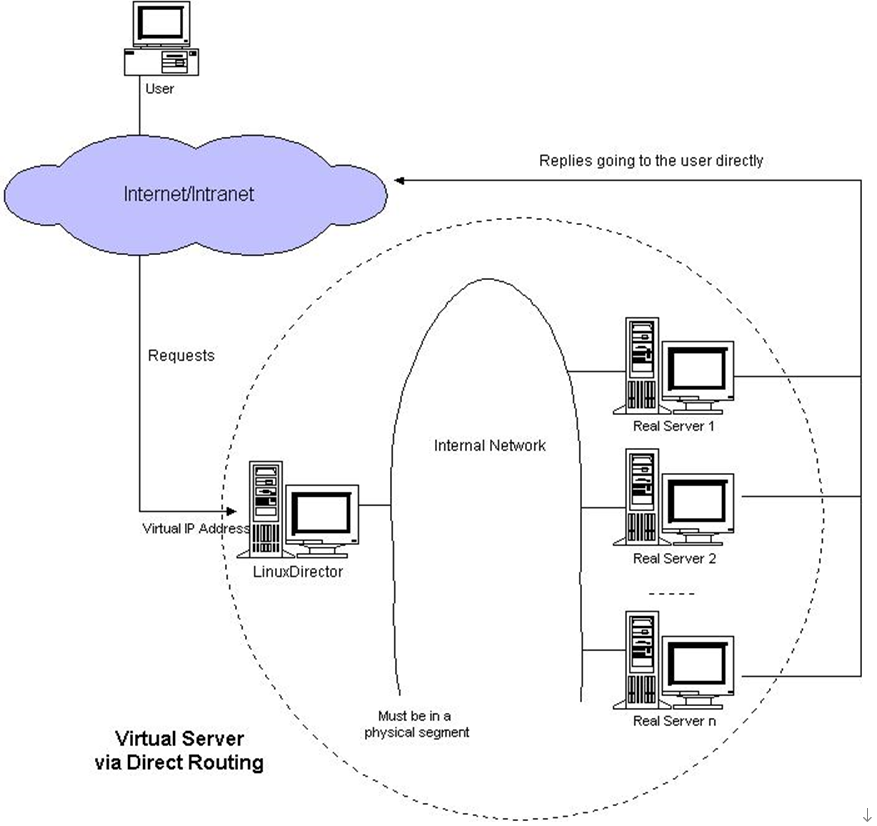 User
Internet/Intranet
Replies going to the user directly
Requests
Internal Network
Real Server 1
Virtual IP Address
LinuxDirector
Real Server 2
Real Server n
Must be in a
physical segment
Virtual Server
via Direct Routing